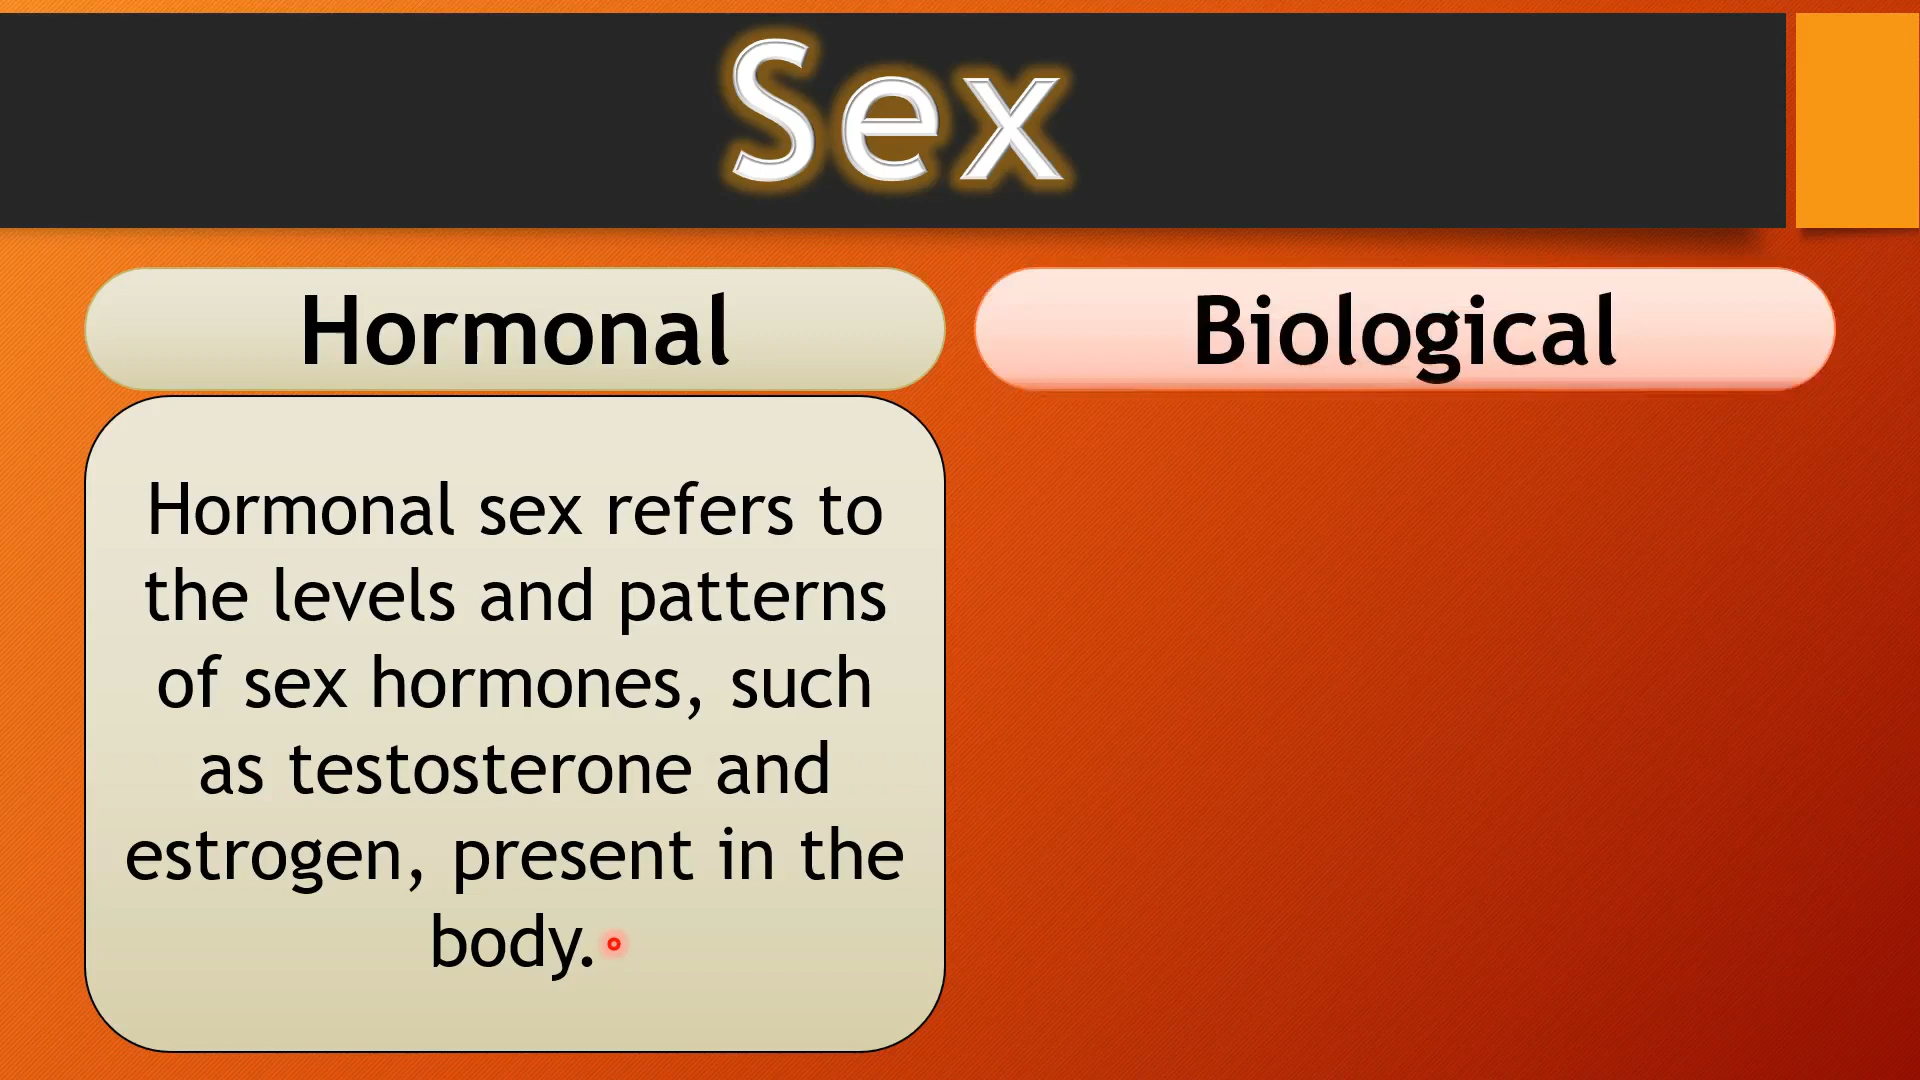 Sex
Hormonal
Biological
Hormonal sex refers to
the levels and patterns
of sex hormones, such
as testosterone and
estrogen, present in the
body.